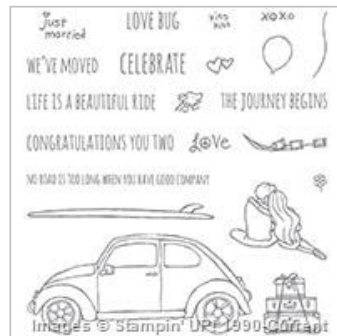 just married
LOVE BUG
xoxo
WE'VE MOVED
CELEBRATE
LIFE IS A BEAUTIFUL RIDE
THE JOURNEY BEGINS
CONGRATULATIONS YOU TWO
Love
NO ROAD IS TOO LONG WHEN YOU HAVE GOOD COMPANY
Images © Stampin' UP! 1990-Current